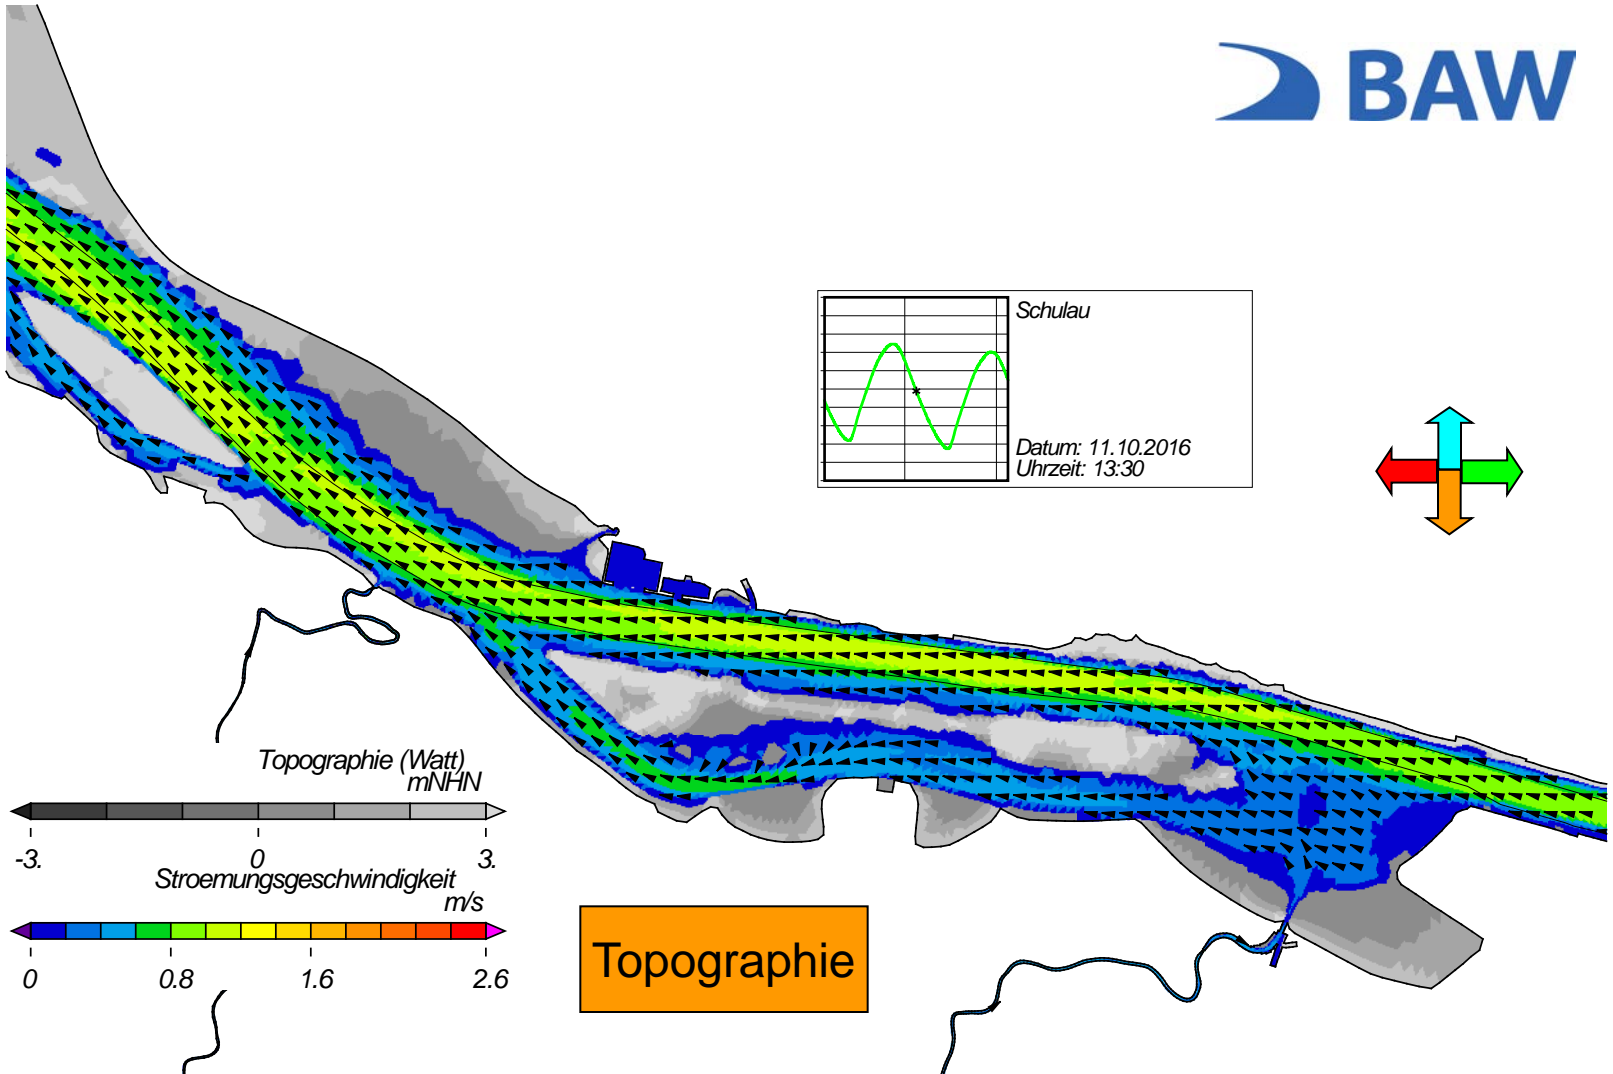 BAW
Schulau
Datum: 11.10.2016
Uhrzeit: 13:30
Topographie (Watt)
mNHN
-3. 0 3.
Stroemungsgeschwindigkeit
m/s
0 0.8 1.6 2.6
Topographie